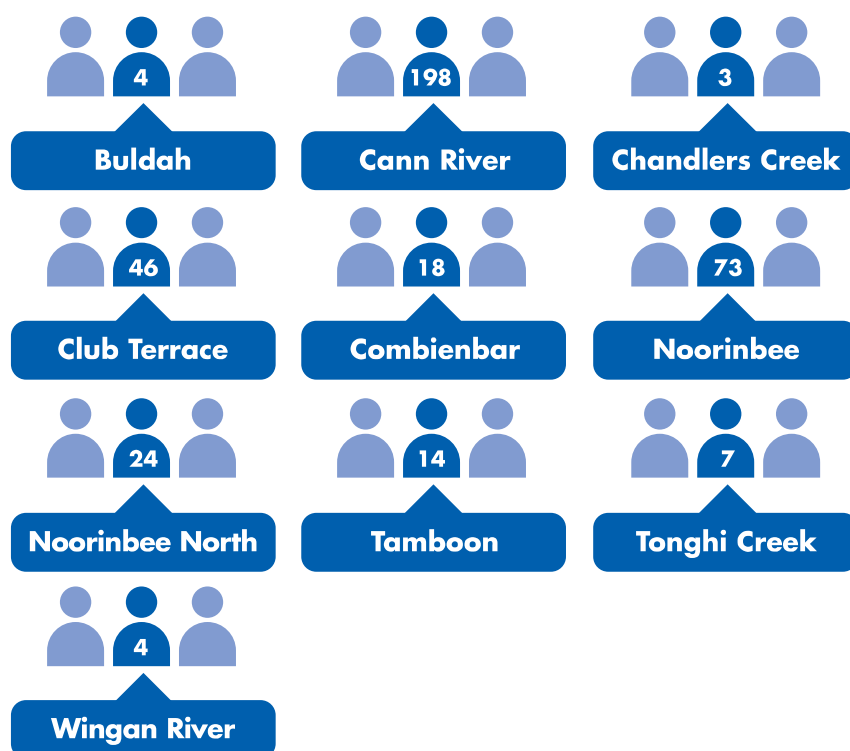 4
Buldah
198
Cann River
3
Chandlers Creek
46
Club Terrace
18
Combienbar
73
Noorinbee
24
Noorinbee North
14
Tamboon
7
Tonghi Creek
4
Wingan River